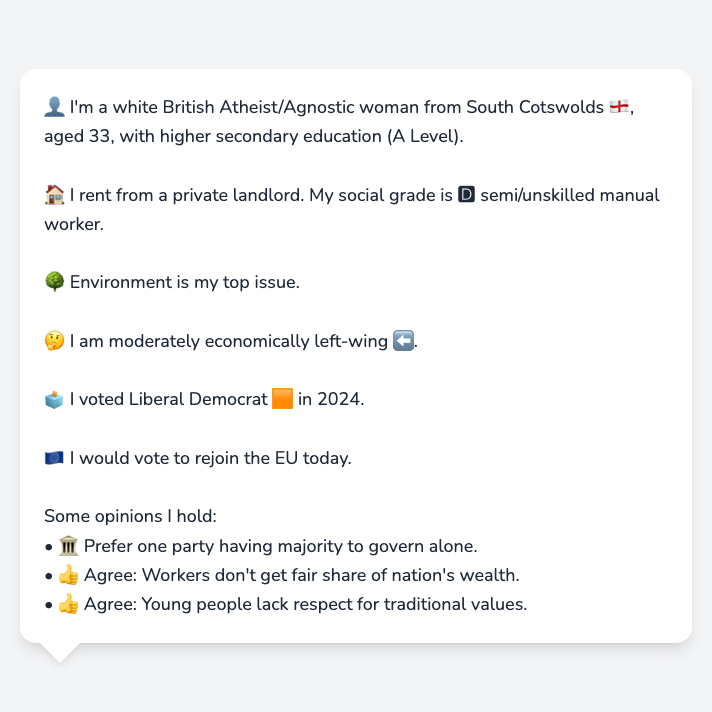 👤 I'm a white British Atheist/Agnostic woman from South Cotswolds 🏴󠁧󠁢󠁥󠁮󠁧󠁿,
aged 33, with higher secondary education (A Level).
🏠 I rent from a private landlord. My social grade is 🅳 semi/unskilled manual
worker.
🌳 Environment is my top issue.
🤔 I am moderately economically left-wing ⬅️.
🗳️ I voted Liberal Democrat 🟧 in 2024.
🇪🇺 I would vote to rejoin the EU today.
Some opinions I hold:
• 🏛️ Prefer one party having majority to govern alone.
• 👍 Agree: Workers don't get fair share of nation's wealth.
• 👍 Agree: Young people lack respect for traditional values.